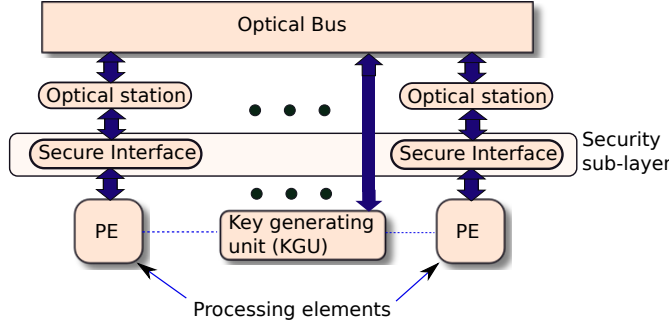 Optical Bus
Optical station
Optical station
Secure Interface
Secure Interface
Security
sub-layer
PE
Key generating
unit (KGU)
PE
Processing elements